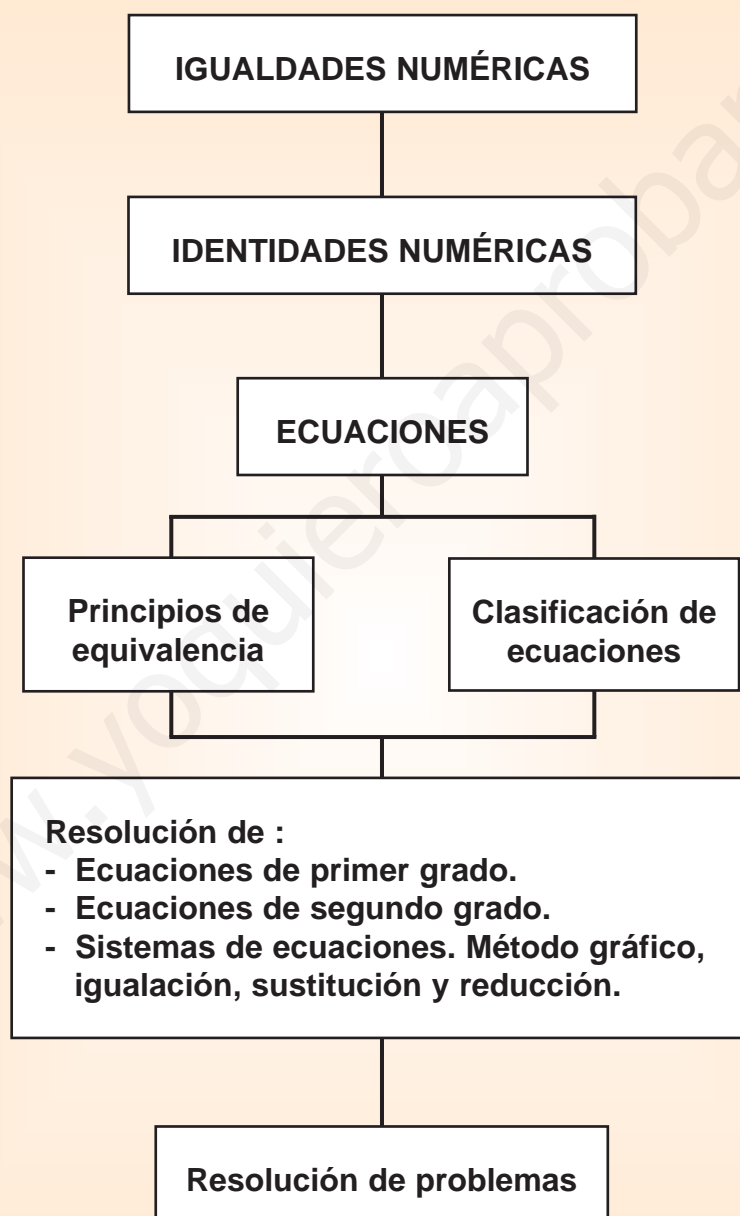 IGUALDADES NUMÉRICAS
IDENTIDADES NUMÉRICAS
ECUACIONES
Principios de
equivalencia
Clasificación de
ecuaciones
Resolución de :
- Ecuaciones de primer grado.
- Ecuaciones de segundo grado.
- Sistemas de ecuaciones. Método gráfico,
igualación, sustitución y reducción.
Resolución de problemas